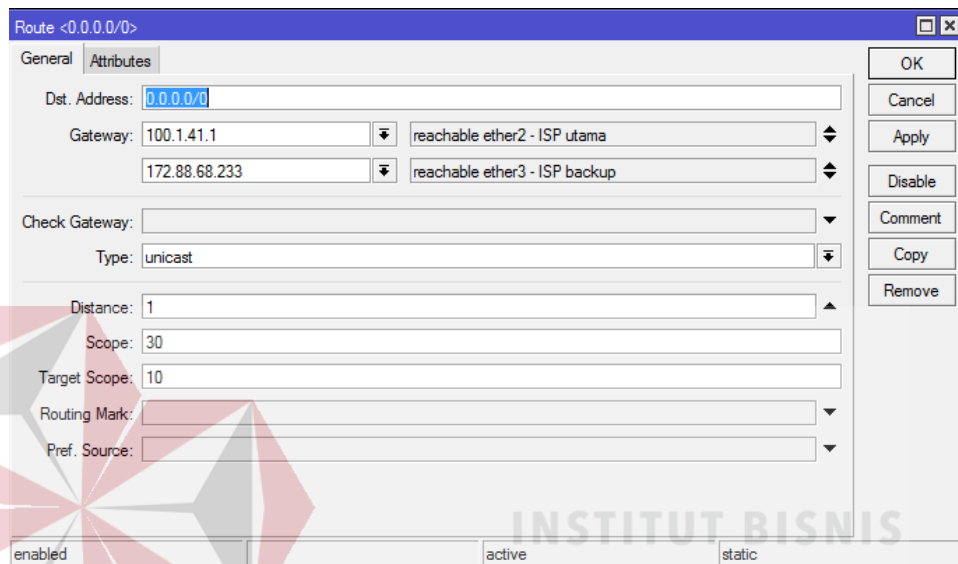 Route <0.0.0.0/0>
General Attributes
Dst. Address: 0.0.0.0/0
Gateway: 100.1.41.1 reachable ether2 - ISP utama
172.88.68.233 reachable ether3 - ISP backup
Check Gateway:
Type: unicast
Distance: 1
Scope: 30
Target Scope: 10
Routing Mark:
Pref. Source:
OK
Cancel
Apply
Disable
Comment
Copy
Remove
INSTITUT BISNIS
enabled active static